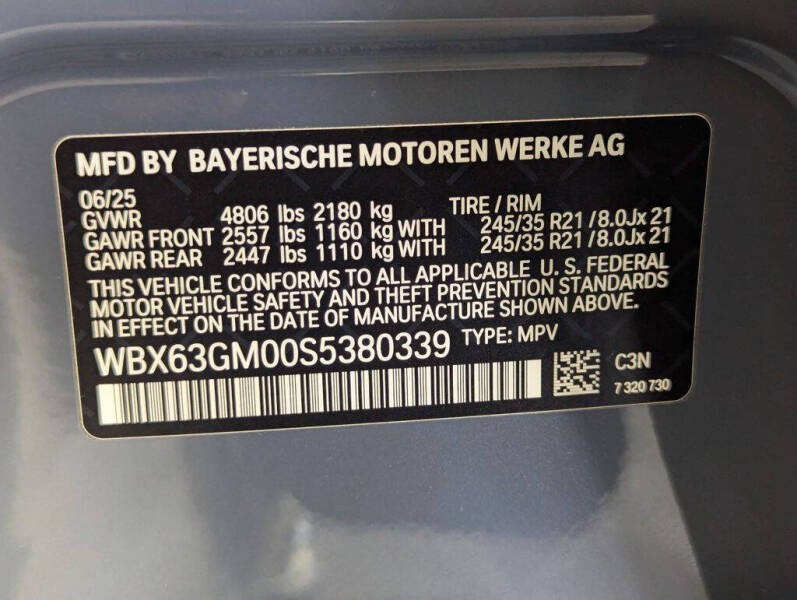 MFD BY BAYERISCHE MOTOREN WERKE AG
06/25
GVWR 4806 lbs 2180 kg TIRE / RIM
GAWR FRONT 2557 lbs 1160 kg WITH 245/35 R21 / 8.0Jx 21
GAWR REAR 2447 lbs 1110 kg WITH 245/35 R21 / 8.0Jx 21
THIS VEHICLE CONFORMS TO ALL APPLICABLE U. S. FEDERAL
MOTOR VEHICLE SAFETY AND THEFT PREVENTION STANDARDS
IN EFFECT ON THE DATE OF MANUFACTURE SHOWN ABOVE.
WBX63GM00S5380339 TYPE: MPV
C3N
7 320 730